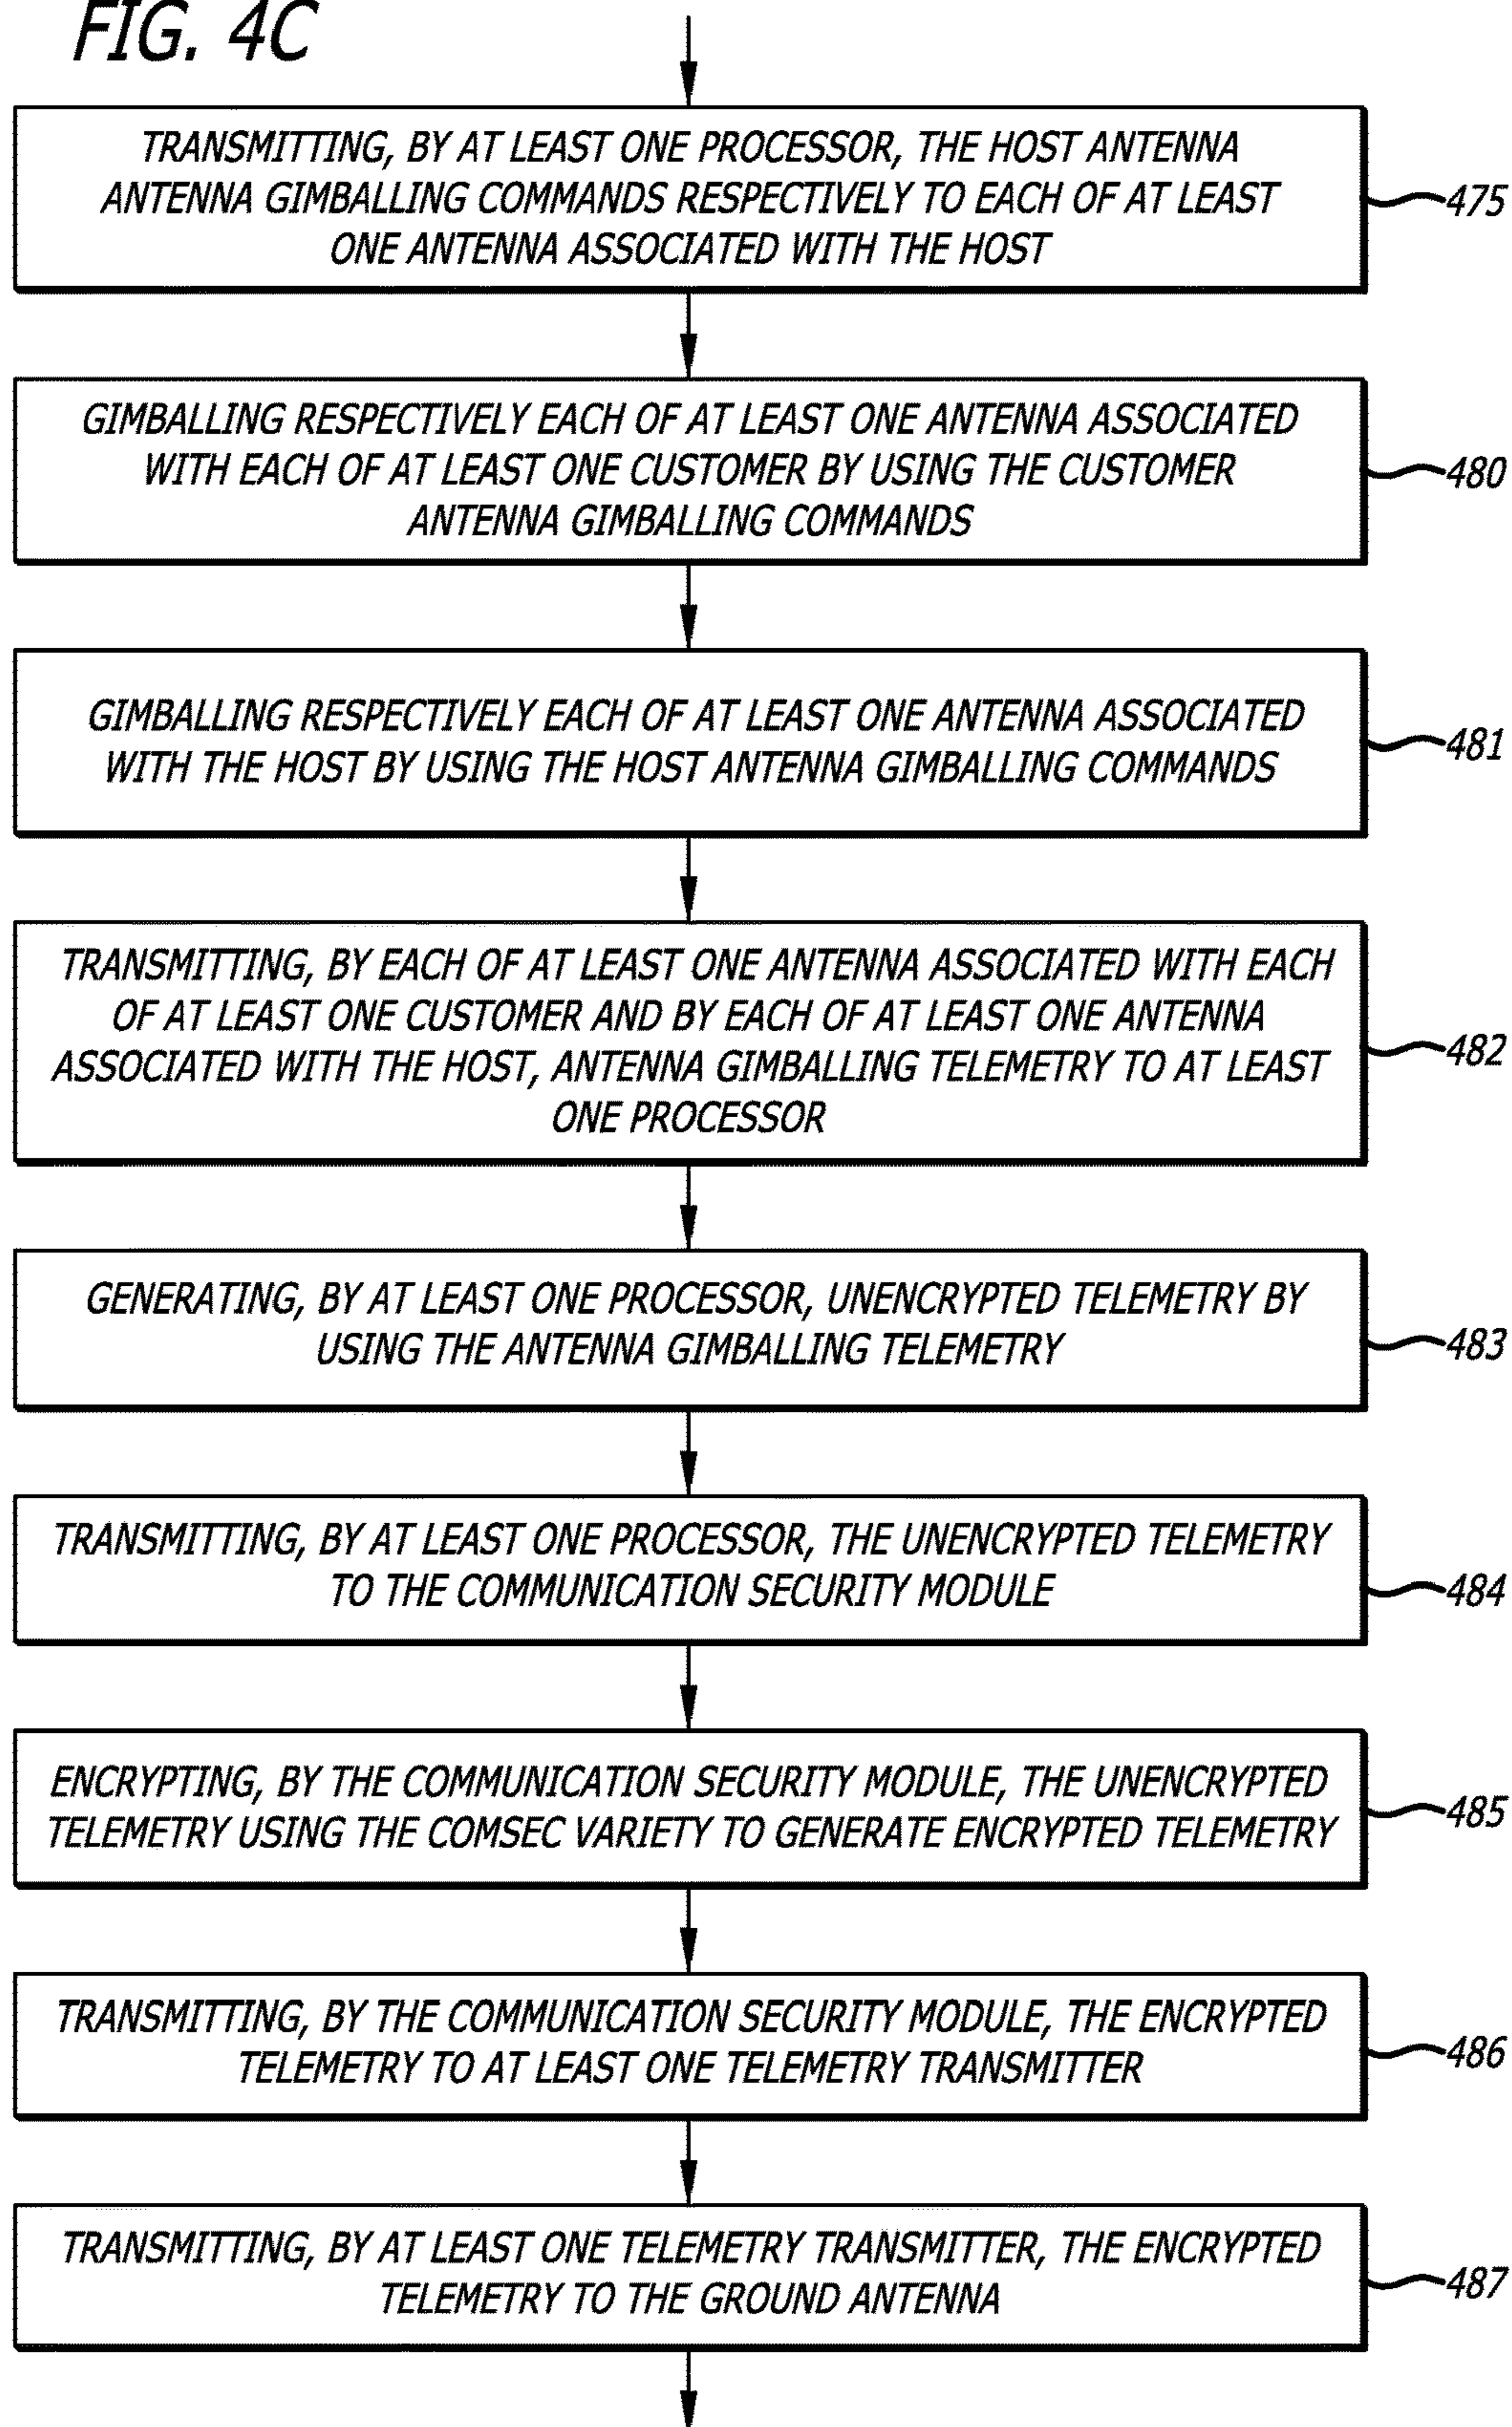 FIG. 4C
TRANSMITTING, BY AT LEAST ONE PROCESSOR, THE HOST ANTENNA
ANTENNA GIMBALLING COMMANDS RESPECTIVELY TO EACH OF AT LEAST
ONE ANTENNA ASSOCIATED WITH THE HOST
475
GIMBALLING RESPECTIVELY EACH OF AT LEAST ONE ANTENNA ASSOCIATED
WITH EACH OF AT LEAST ONE CUSTOMER BY USING THE CUSTOMER
ANTENNA GIMBALLING COMMANDS
480
GIMBALLING RESPECTIVELY EACH OF AT LEAST ONE ANTENNA ASSOCIATED
WITH THE HOST BY USING THE HOST ANTENNA GIMBALLING COMMANDS
481
TRANSMITTING, BY EACH OF AT LEAST ONE ANTENNA ASSOCIATED WITH EACH
OF AT LEAST ONE CUSTOMER AND BY EACH OF AT LEAST ONE ANTENNA
ASSOCIATED WITH THE HOST, ANTENNA GIMBALLING TELEMETRY TO AT LEAST
ONE PROCESSOR
482
GENERATING, BY AT LEAST ONE PROCESSOR, UNENCRYPTED TELEMETRY BY
USING THE ANTENNA GIMBALLING TELEMETRY
483
TRANSMITTING, BY AT LEAST ONE PROCESSOR, THE UNENCRYPTED TELEMETRY
TO THE COMMUNICATION SECURITY MODULE
484
ENCRYPTING, BY THE COMMUNICATION SECURITY MODULE, THE UNENCRYPTED
TELEMETRY USING THE COMSEC VARIETY TO GENERATE ENCRYPTED TELEMETRY
485
TRANSMITTING, BY THE COMMUNICATION SECURITY MODULE, THE ENCRYPTED
TELEMETRY TO AT LEAST ONE TELEMETRY TRANSMITTER
486
TRANSMITTING, BY AT LEAST ONE TELEMETRY TRANSMITTER, THE ENCRYPTED
TELEMETRY TO THE GROUND ANTENNA
487